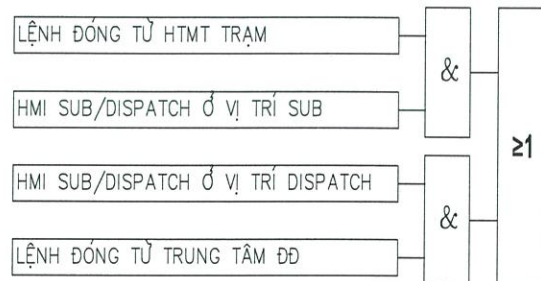 LỆNH ĐÓNG TỪ HTMT TRẠM
&
HMI SUB/DISPATCH Ở VỊ TRÍ SUB
≥1
HMI SUB/DISPATCH Ở VỊ TRÍ DISPATCH
&
LỆNH ĐÓNG TỪ TRUNG TÂM ĐĐ